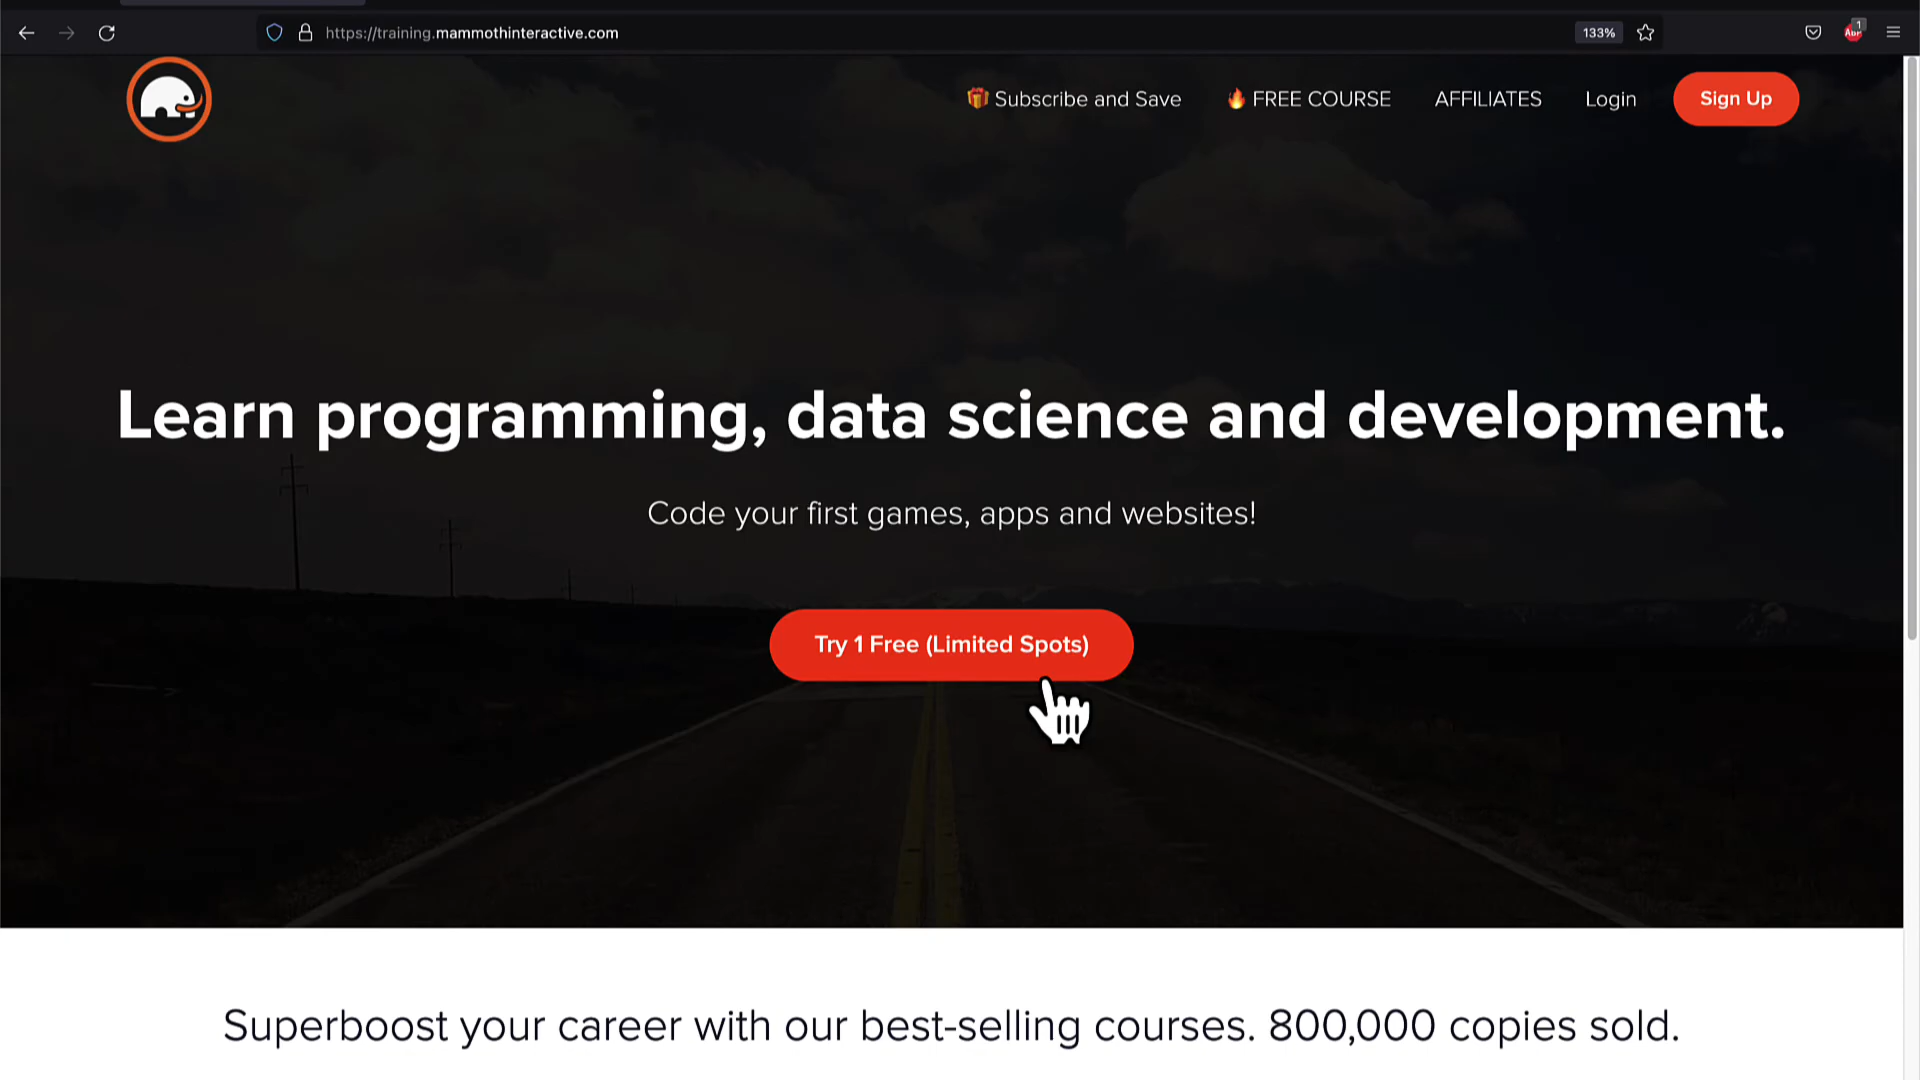 https://training.mammothinteractive.com
133%
1
ABP
Subscribe and Save
FREE COURSE
AFFILIATES
Login
Sign Up
Learn programming, data science and development.
Code your first games, apps and websites!
Try 1 Free (Limited Spots)
Superboost your career with our best-selling courses. 800,000 copies sold.